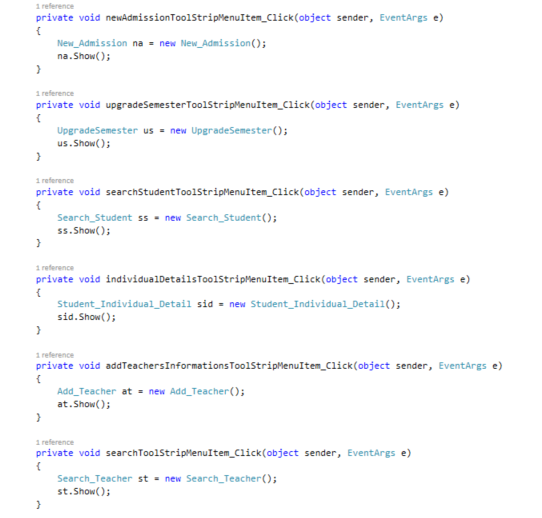 1 reference
private void newAdmissionToolStripMenuItem_Click(object sender, EventArgs e)
{
New_Admission na = new New_Admission();
na.Show();
}
1 reference
private void upgradeSemesterToolStripMenuItem_Click(object sender, EventArgs e)
{
UpgradeSemester us = new UpgradeSemester();
us.Show();
}
1 reference
private void searchStudentToolStripMenuItem_Click(object sender, EventArgs e)
{
Search_Student ss = new Search_Student();
ss.Show();
}
1 reference
private void individualDetailsToolStripMenuItem_Click(object sender, EventArgs e)
{
Student_Individual_Detail sid = new Student_Individual_Detail();
sid.Show();
}
1 reference
private void addTeachersInformationsToolStripMenuItem_Click(object sender, EventArgs e)
{
Add_Teacher at = new Add_Teacher();
at.Show();
}
1 reference
private void searchToolStripMenuItem_Click(object sender, EventArgs e)
{
Search_Teacher st = new Search_Teacher();
st.Show();
}